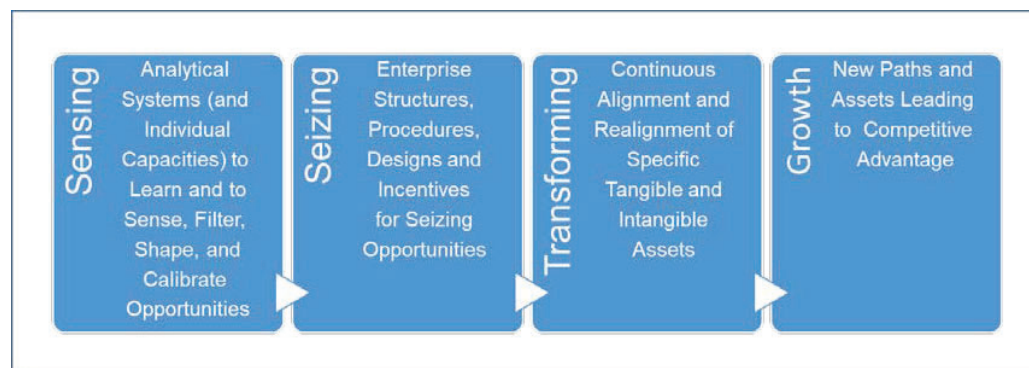 Sensing
Analytical
Systems (and
Individual
Capacities) to
Learn and to
Sense, Filter,
Shape, and
Calibrate
Opportunities
Seizing
Enterprise
Structures,
Procedures,
Designs and
Incentives
for Seizing
Opportunities
Transforming
Continuous
Alignment and
Realignment of
Specific
Tangible and
Intangible
Assets
Growth
New Paths and
Assets Leading
to Competitive
Advantage